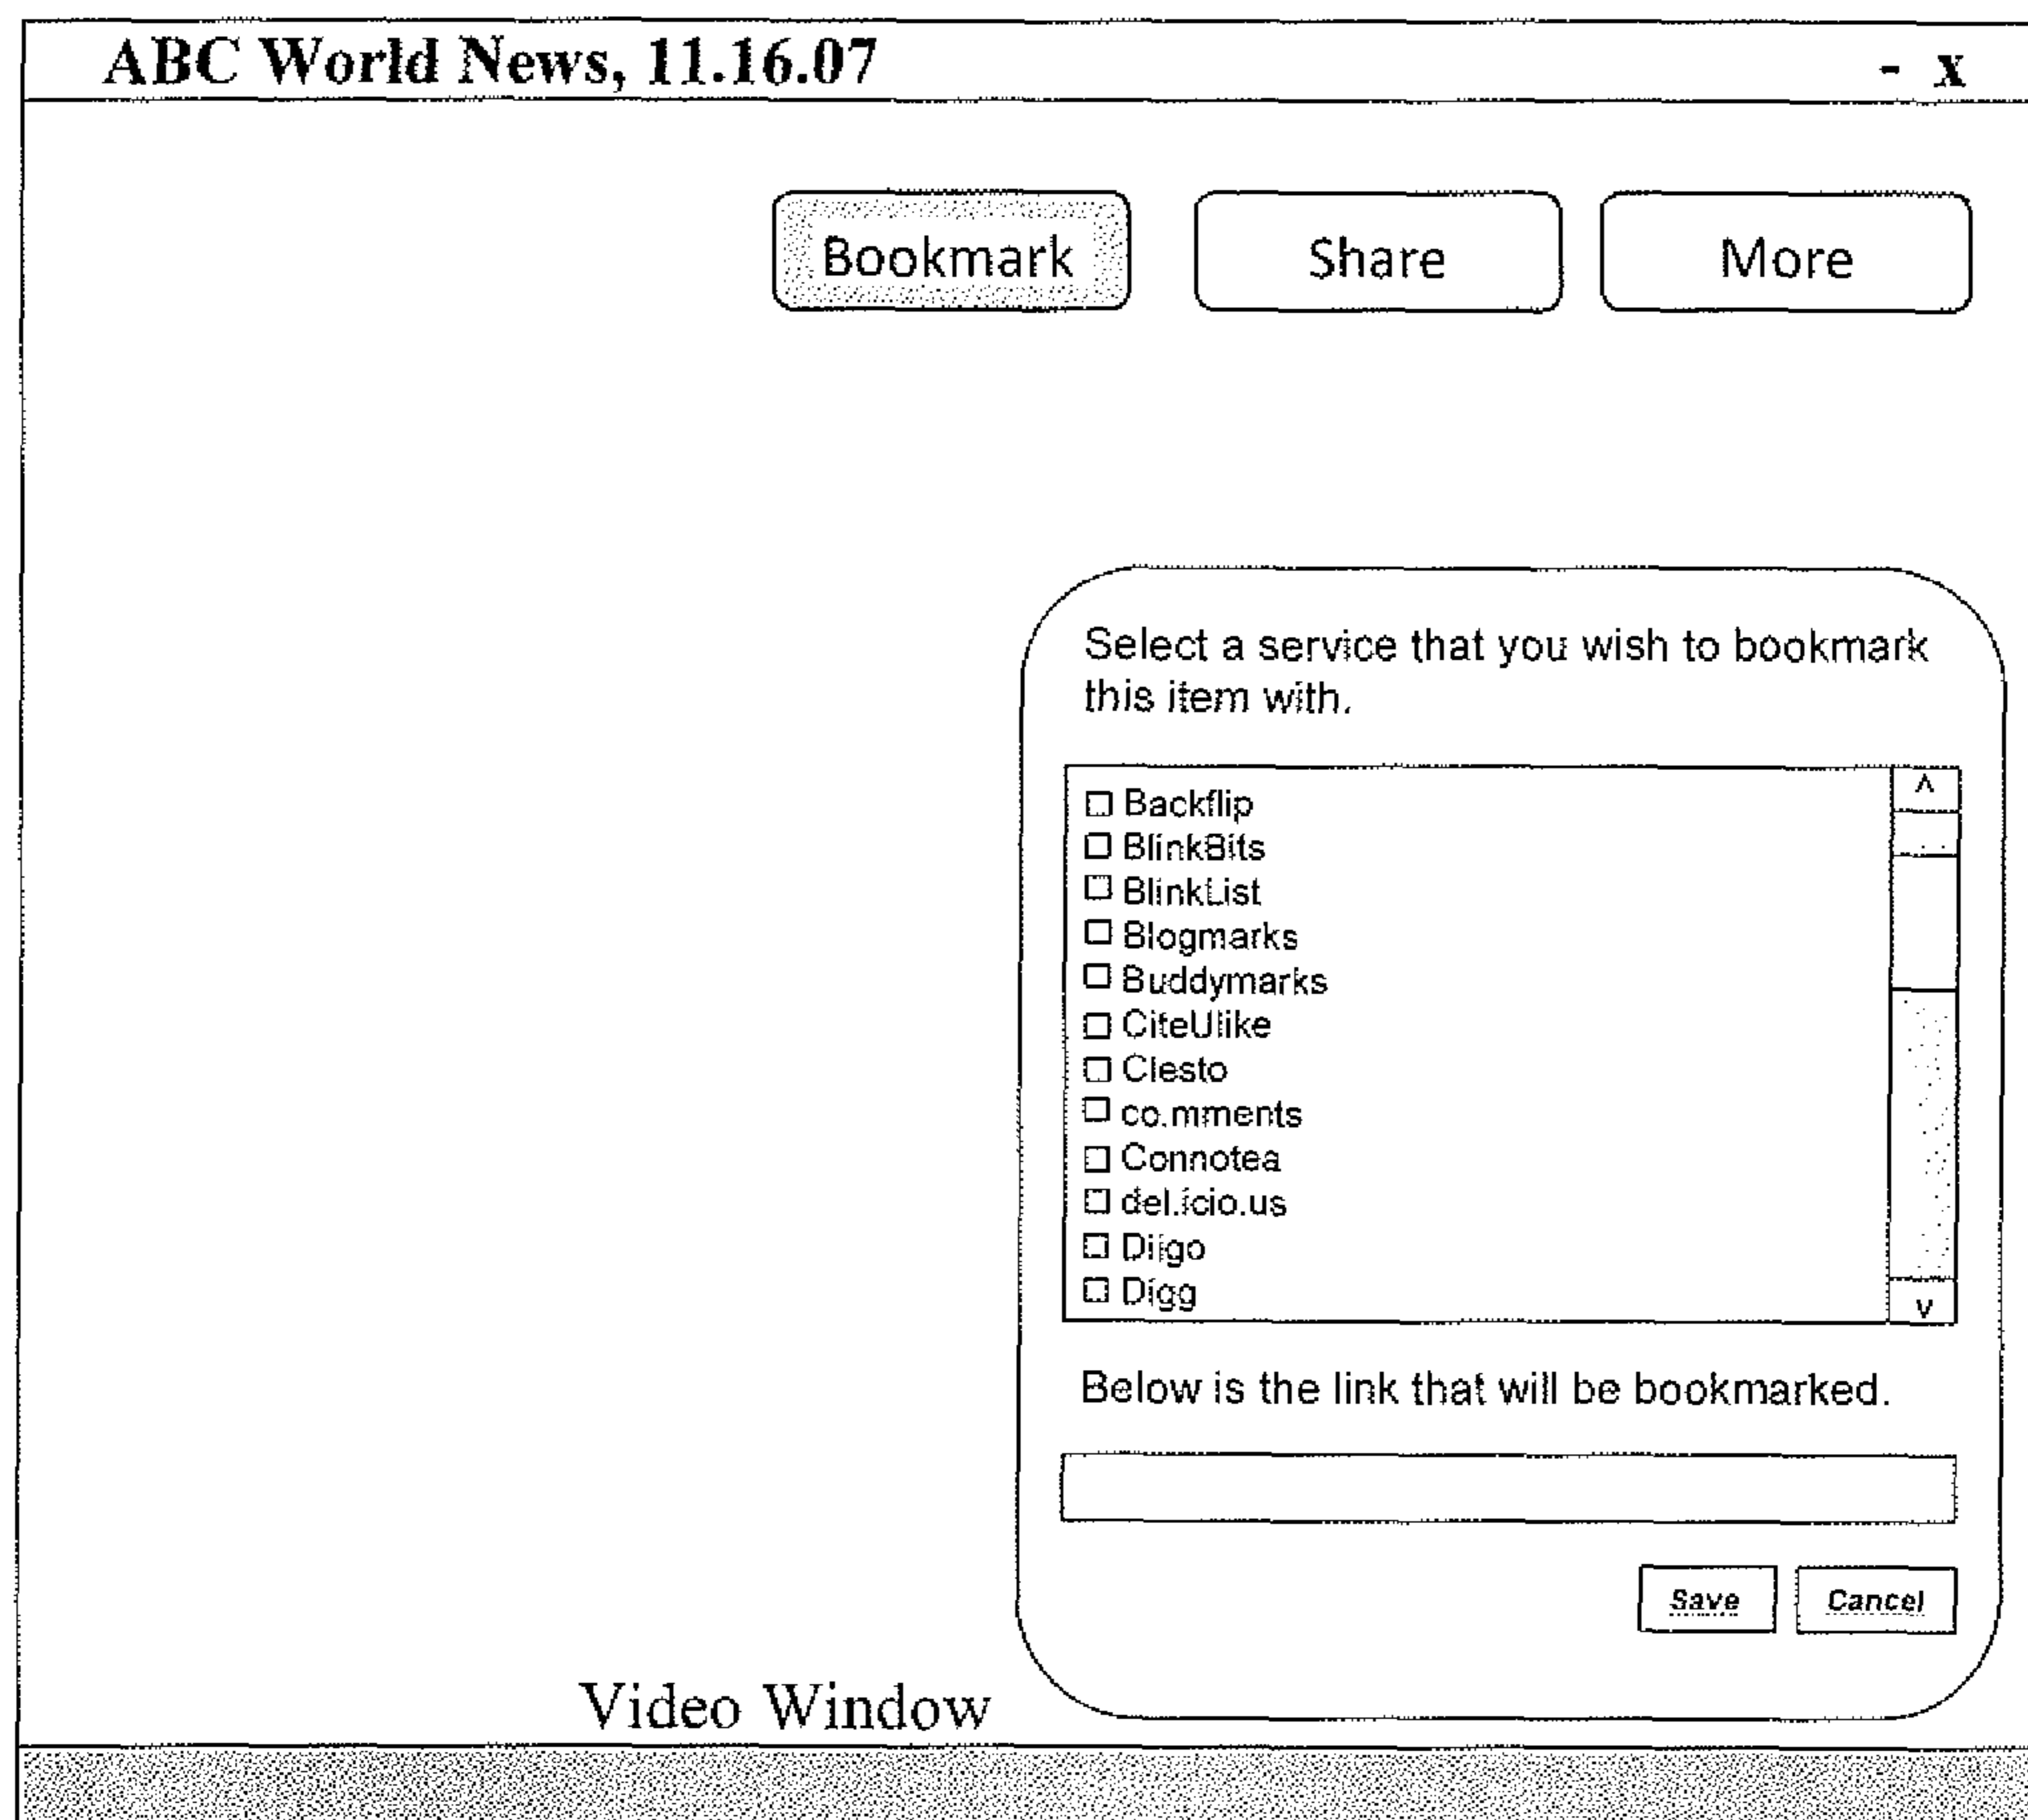 ABC World News, 11.16.07 - x
Bookmark Share More
Select a service that you wish to bookmark
this item with.
^
Backflip
BlinkBits
BlinkList
Blogmarks
Buddymarks
CiteUlike
Clesto
co.mments
Connotea
del.icio.us
Diigo
Digg
v
Below is the link that will be bookmarked.
Save Cancel
Video Window